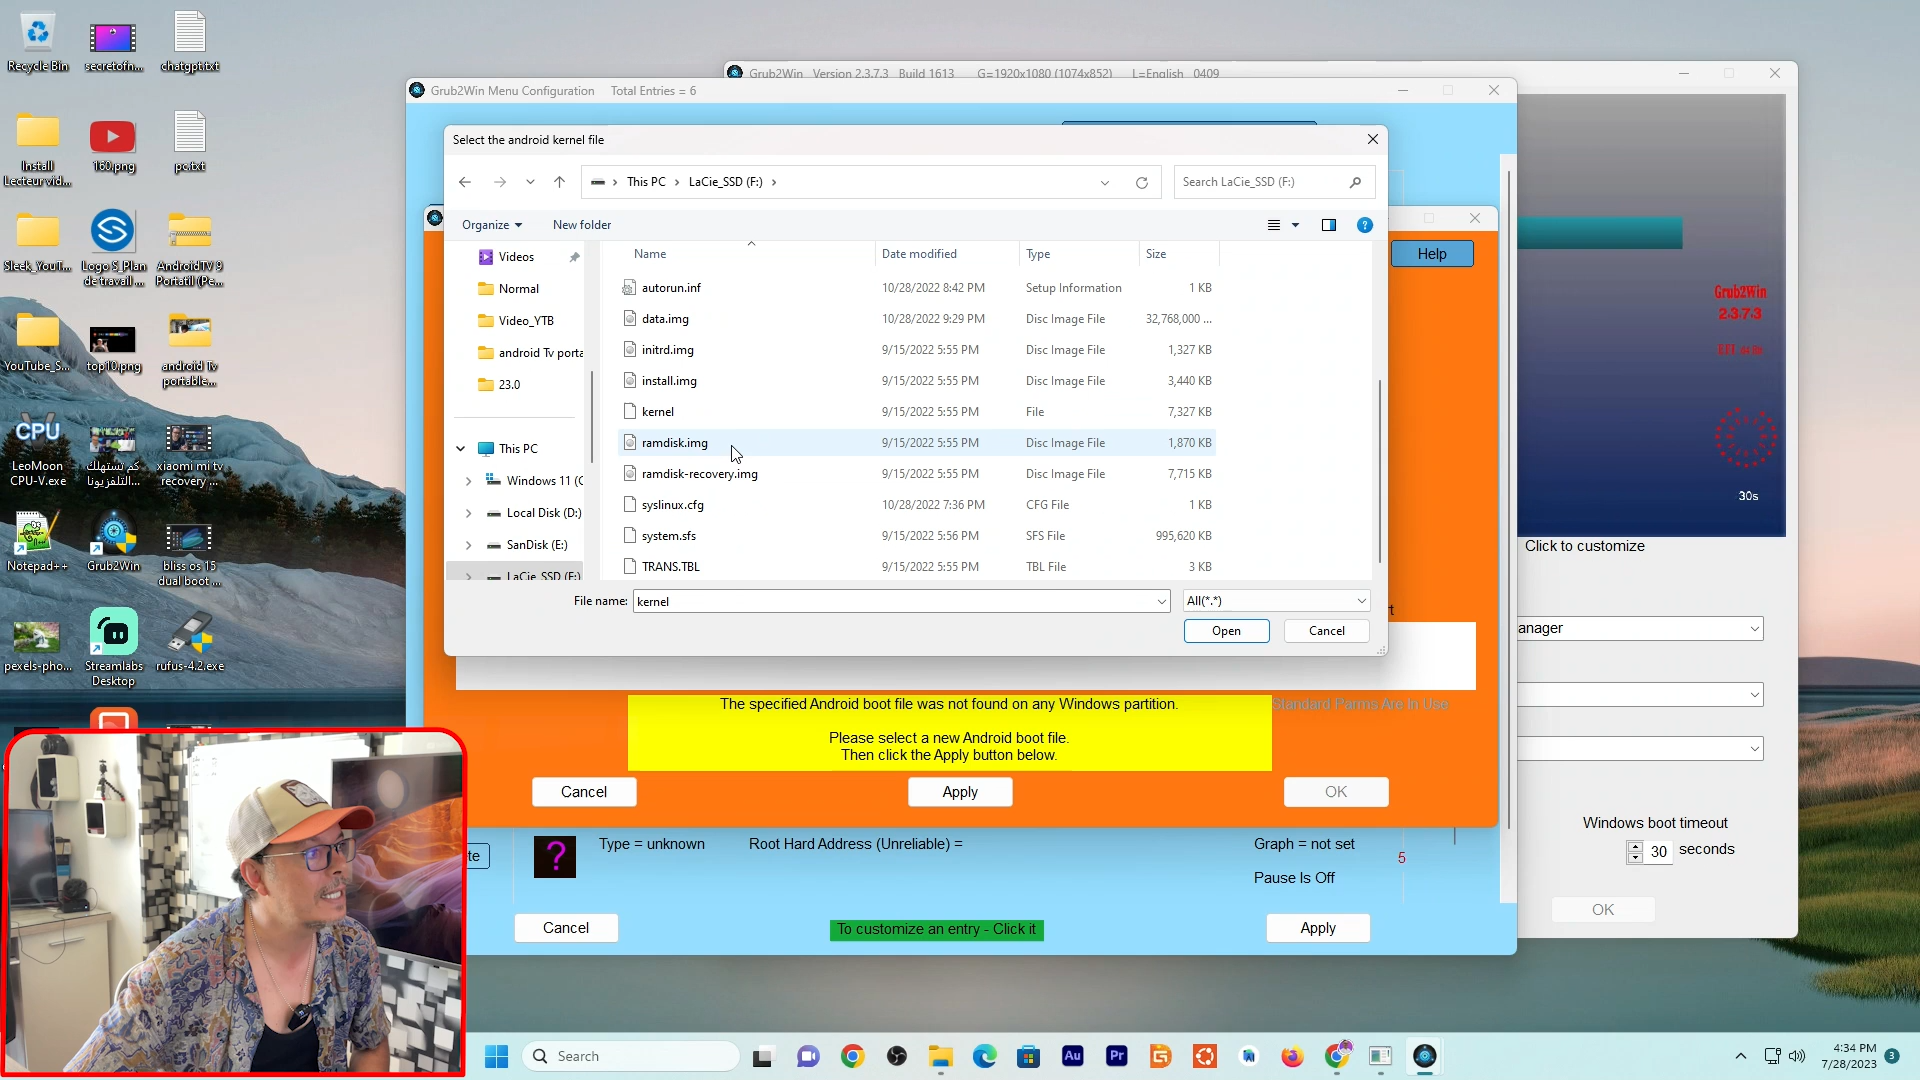 Recycle Bin
secretofn...
chatgpt.txt
Install
Lecteur vid...
160.png
pc.txt
Sleek_YouT...
Logo S_Plan
de travail ...
AndroidTV 9
Portatil (Pe...
YouTube_S...
top10.png
android Tv
portable...
CPU
LeoMoon
CPU-V.exe
كم تستهلك
التلفزيونا...
xiaomi mi tv
recovery ...
Notepad++
Grub2Win
bliss os 15
dual boot ...
pexels-pho...
Streamlabs
Desktop
rufus-4.2.exe
Grub2Win Version 2.3.7.3 Build 1613 G=1920x1080 (1074x852) L=English 0409
Grub2Win Menu Configuration Total Entries = 6
Select the android kernel file
This PC
LaCie_SSD (F:)
Search LaCie_SSD (F:)
Organize
New folder
Help
Videos
Normal
Video_YTB
android Tv porta
23.0
This PC
Windows 11 (C
Local Disk (D:)
SanDisk (E:)
LaCie_SSD (F:)
Name Date modified Type Size
autorun.inf 10/28/2022 8:42 PM Setup Information 1 KB
data.img 10/28/2022 9:29 PM Disc Image File 32,768,000 ...
initrd.img 9/15/2022 5:55 PM Disc Image File 1,327 KB
install.img 9/15/2022 5:55 PM Disc Image File 3,440 KB
kernel 9/15/2022 5:55 PM File 7,327 KB
ramdisk.img 9/15/2022 5:55 PM Disc Image File 1,870 KB
ramdisk-recovery.img 9/15/2022 5:55 PM Disc Image File 7,715 KB
syslinux.cfg 10/28/2022 7:36 PM CFG File 1 KB
system.sfs 9/15/2022 5:56 PM SFS File 995,620 KB
TRANS.TBL 9/15/2022 5:55 PM TBL File 3 KB
File name: kernel
All(*.*)
Open
Cancel
Grub2Win
2.3.7.3
30s
Click to customize
anager
The specified Android boot file was not found on any Windows partition.
Standard Parms Are In Use
Please select a new Android boot file.
Then click the Apply button below.
Cancel
Apply
OK
te
?
Type = unknown
Root Hard Address (Unreliable) =
Graph = not set
5
Pause Is Off
Cancel
To customize an entry - Click it
Apply
Windows boot timeout
30 seconds
OK
Search
Au
Pr
4:34 PM
7/28/2023
3